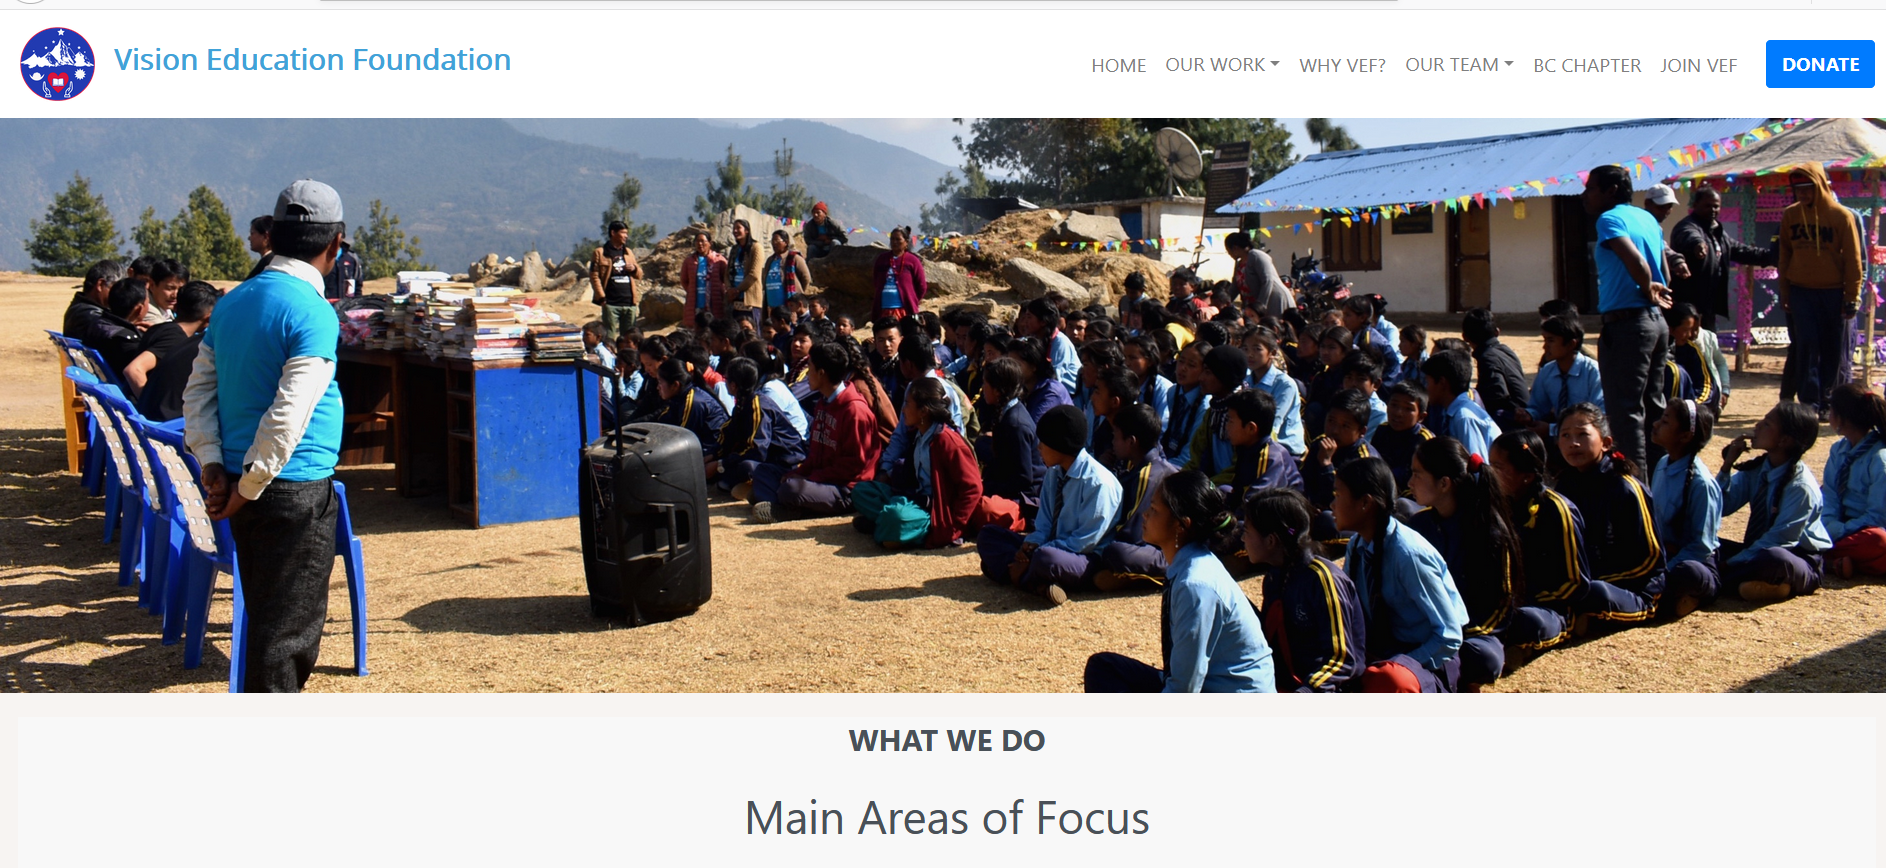 Vision Education Foundation
HOME OUR WORK WHY VEF? OUR TEAM BC CHAPTER JOIN VEF DONATE
WHAT WE DO
Main Areas of Focus